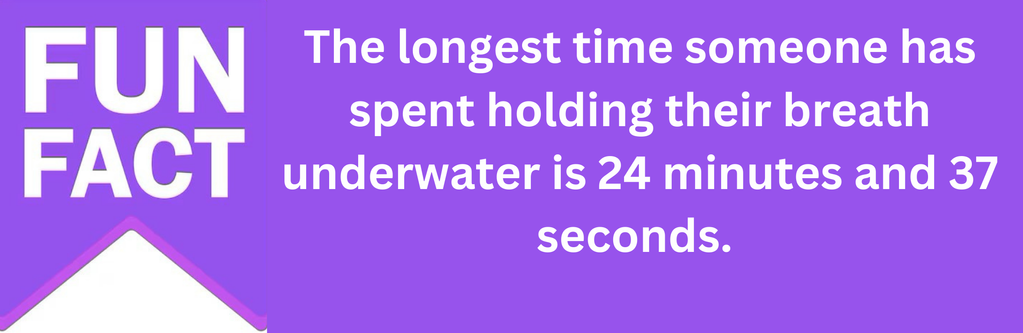 FUN
FACT
The longest time someone has
spent holding their breath
underwater is 24 minutes and 37
seconds.